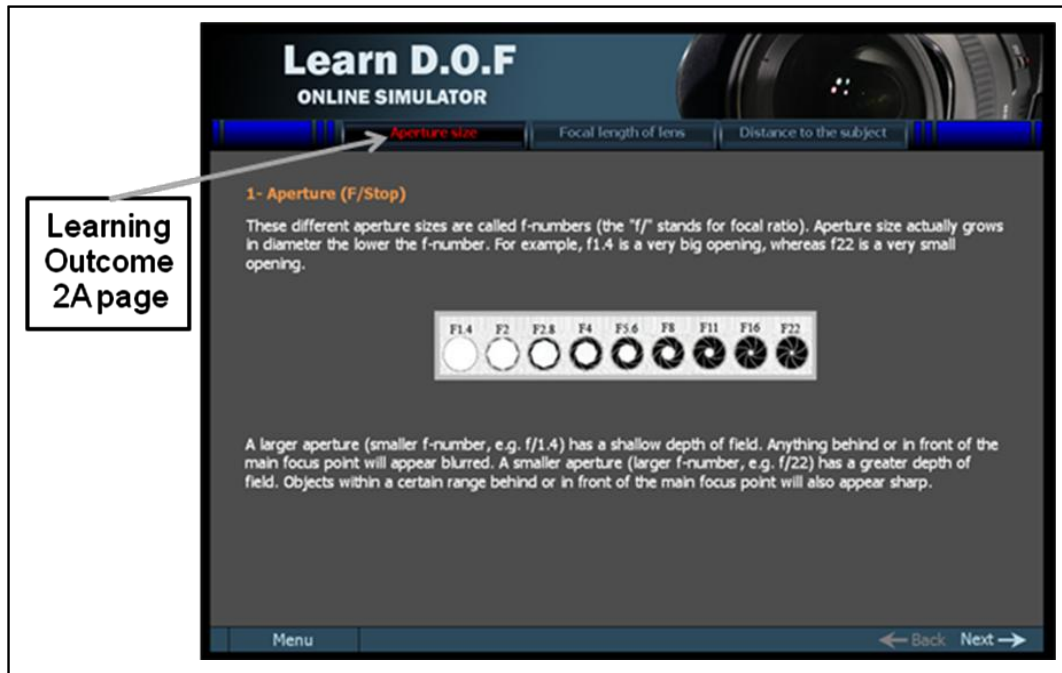 Learn D.O.F
ONLINE SIMULATOR
Aperture size
Focal length of lens
Distance to the subject
Learning
Outcome
2A page
1- Aperture (F/Stop)
These different aperture sizes are called f-numbers (the "f/" stands for focal ratio). Aperture size actually grows
in diameter the lower the f-number. For example, f1.4 is a very big opening, whereas f22 is a very small
opening.
F1.4 F2 F2.8 F4 F5.6 F8 F11 F16 F22
A larger aperture (smaller f-number, e.g. f/1.4) has a shallow depth of field. Anything behind or in front of the
main focus point will appear blurred. A smaller aperture (larger f-number, e.g. f/22) has a greater depth of
field. Objects within a certain range behind or in front of the main focus point will also appear sharp.
Menu
Back Next